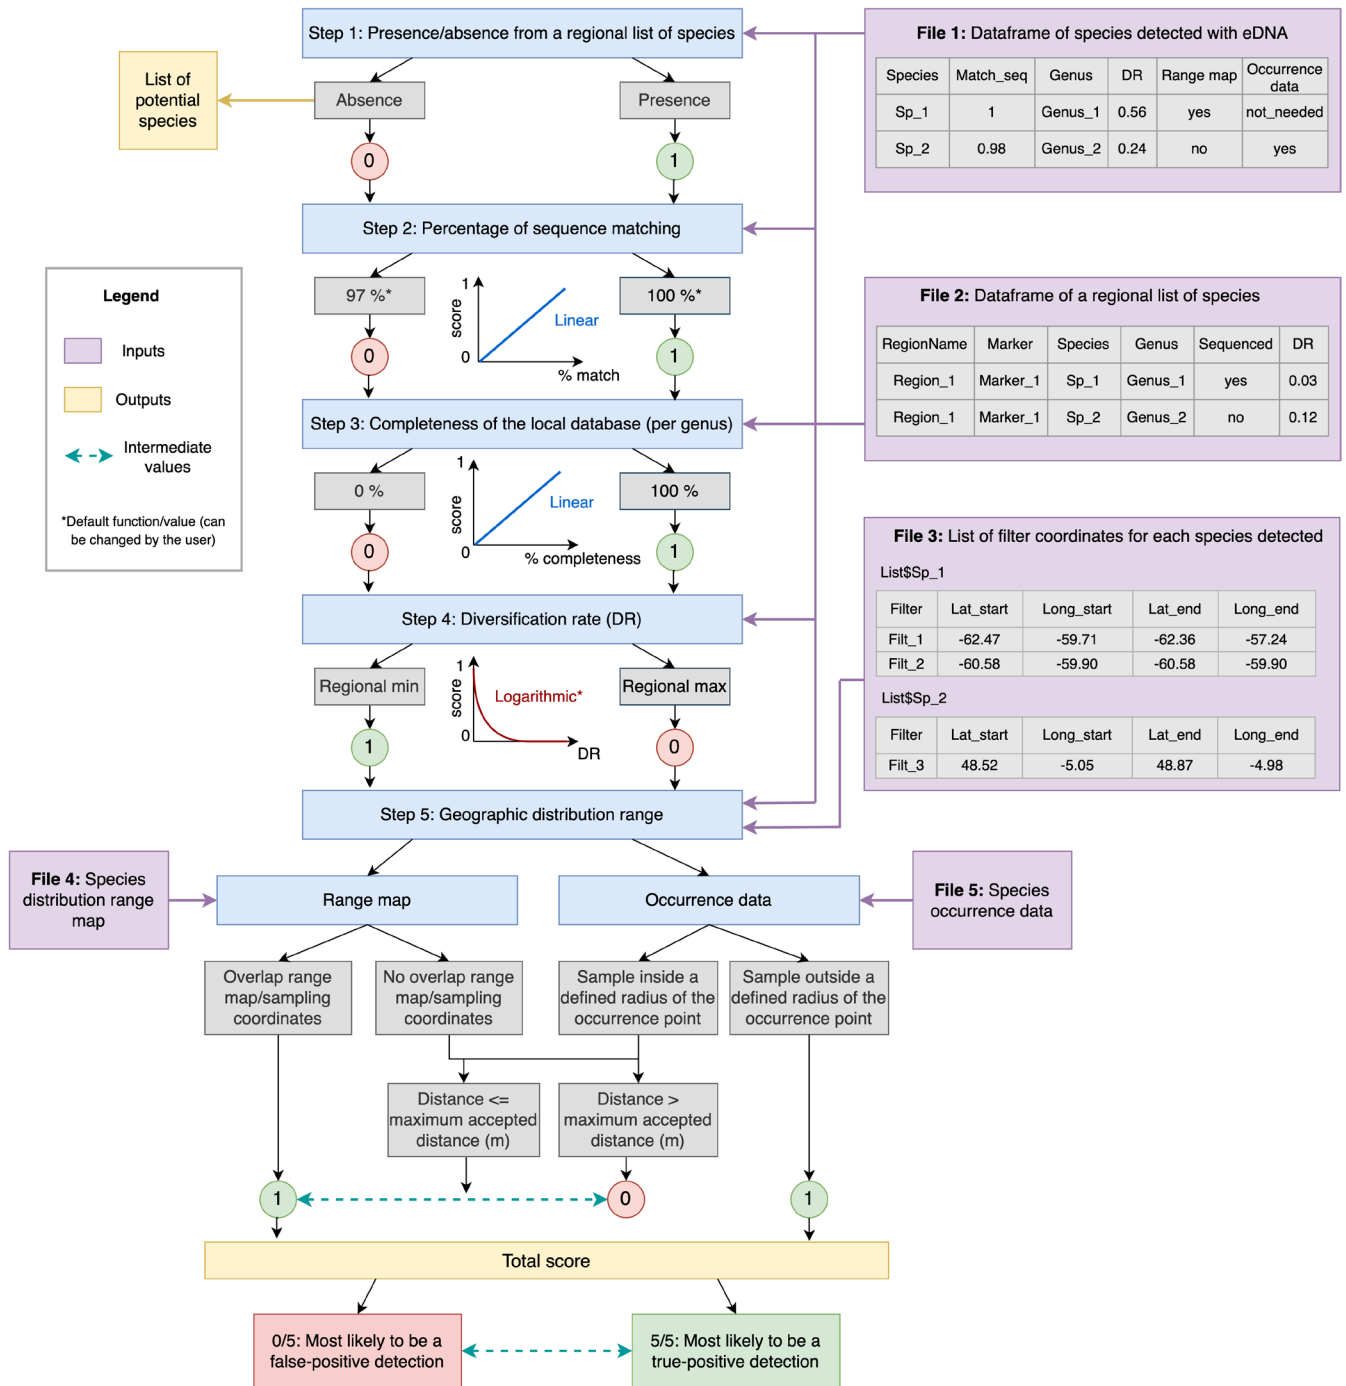 Step 1: Presence/absence from a regional list of species
List of
potential
species
Absence
Presence
0
1
Step 2: Percentage of sequence matching
97 %*
100 %*
score
1
0
Linear
% match
0
1
Step 3: Completeness of the local database (per genus)
0 %
100 %
score
1
0
Linear
% completeness
0
1
Step 4: Diversification rate (DR)
Regional min
Regional max
score
1
0
Logarithmic*
DR
1
0
Step 5: Geographic distribution range
Legend
Inputs
Outputs
Intermediate
values
*Default function/value (can
be changed by the user)
File 1: Dataframe of species detected with eDNA
Species Match_seq Genus DR Range map Occurrence
data
Sp_1 1 Genus_1 0.56 yes not_needed
Sp_2 0.98 Genus_2 0.24 no yes
File 2: Dataframe of a regional list of species
RegionName Marker Species Genus Sequenced DR
Region_1 Marker_1 Sp_1 Genus_1 yes 0.03
Region_1 Marker_1 Sp_2 Genus_2 no 0.12
File 3: List of filter coordinates for each species detected
List$Sp_1
Filter Lat_start Long_start Lat_end Long_end
Filt_1 -62.47 -59.71 -62.36 -57.24
Filt_2 -60.58 -59.90 -60.58 -59.90
List$Sp_2
Filter Lat_start Long_start Lat_end Long_end
Filt_3 48.52 -5.05 48.87 -4.98
File 4: Species
distribution range
map
Range map
Occurrence data
File 5: Species
occurrence data
Overlap range
map/sampling
coordinates
No overlap range
map/sampling
coordinates
Sample inside a
defined radius of the
occurrence point
Sample outside a
defined radius of the
occurrence point
Distance <=
maximum accepted
distance (m)
Distance >
maximum accepted
distance (m)
1
0
1
Total score
0/5: Most likely to be a
false-positive detection
5/5: Most likely to be a
true-positive detection